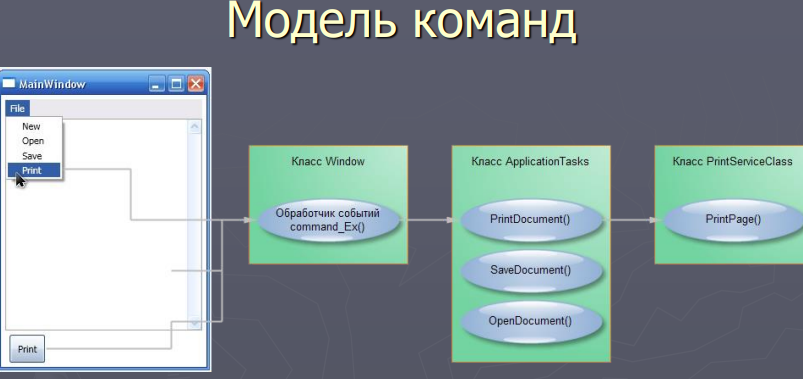 Модель команд
MainWindow
File
New
Open
Save
Print
Print
Класс Window
Обработчик событий
command_Ex()
Класс ApplicationTasks
PrintDocument()
SaveDocument()
OpenDocument()
Класс PrintServiceClass
PrintPage()